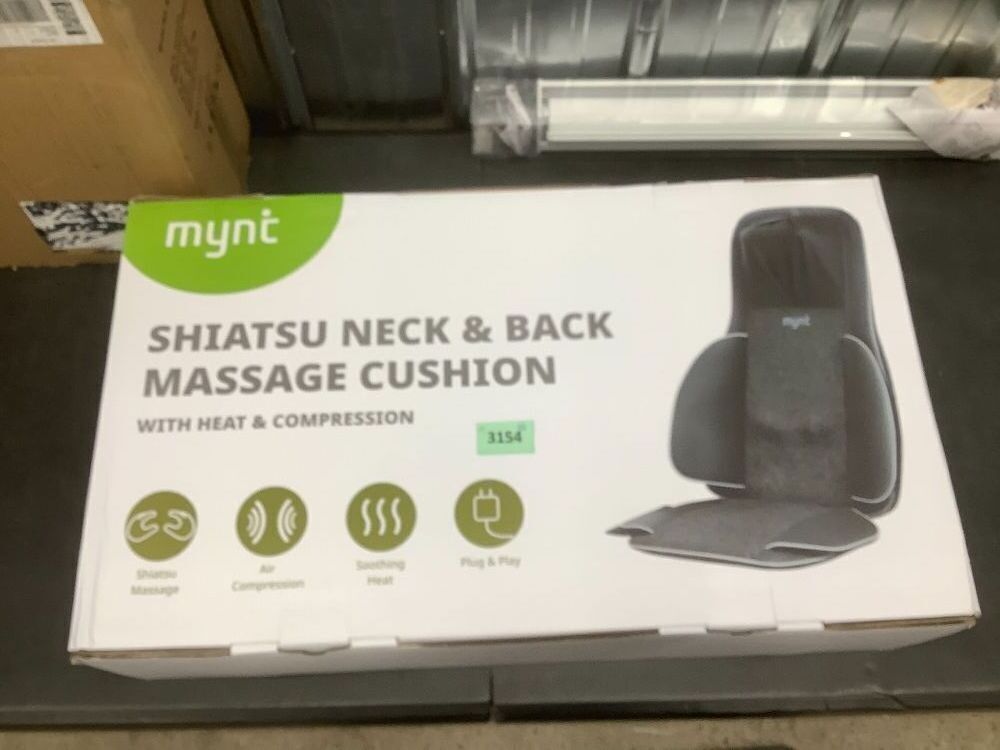 mynt
SHIATSU NECK & BACK
MASSAGE CUSHION
WITH HEAT & COMPRESSION
3154
mynt
Shiatsu
Massage
Air
Compression
Soothing
Heat
Plug & Play